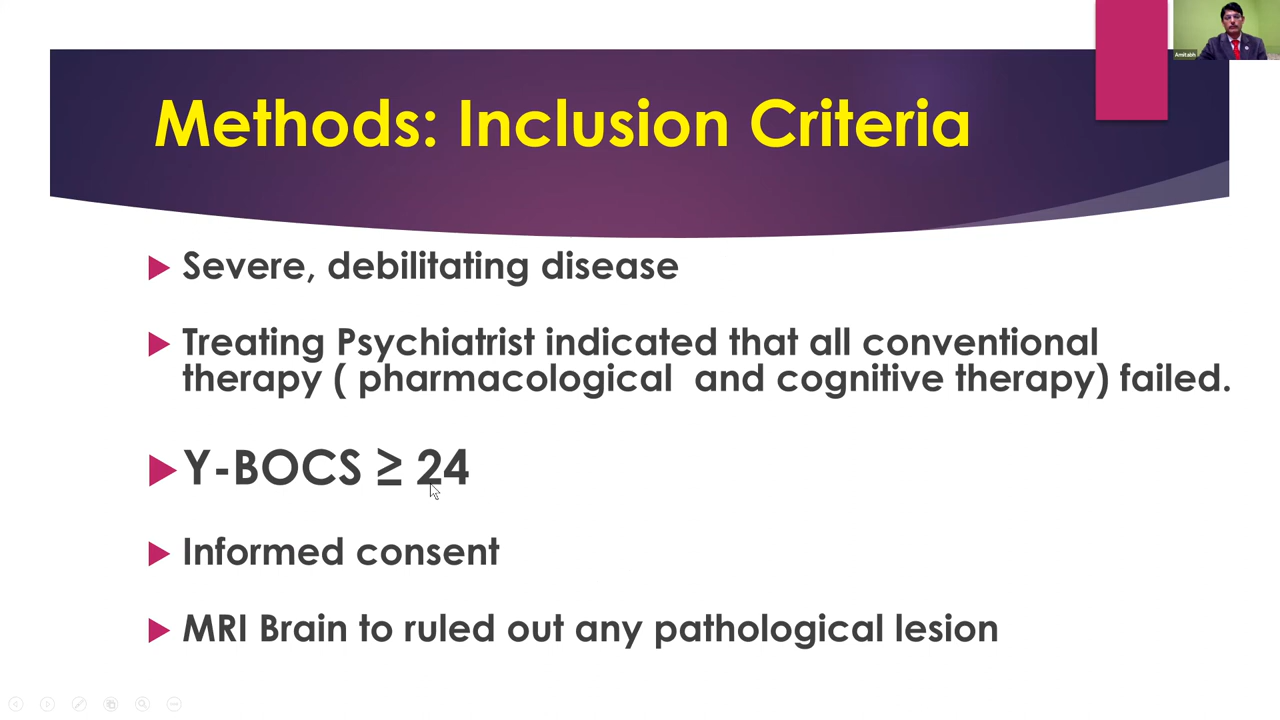 Amitabh
Methods: Inclusion Criteria
Severe, debilitating disease
Treating Psychiatrist indicated that all conventional
therapy ( pharmacological and cognitive therapy) failed.
Y-BOCS ≥ 24
Informed consent
MRI Brain to ruled out any pathological lesion